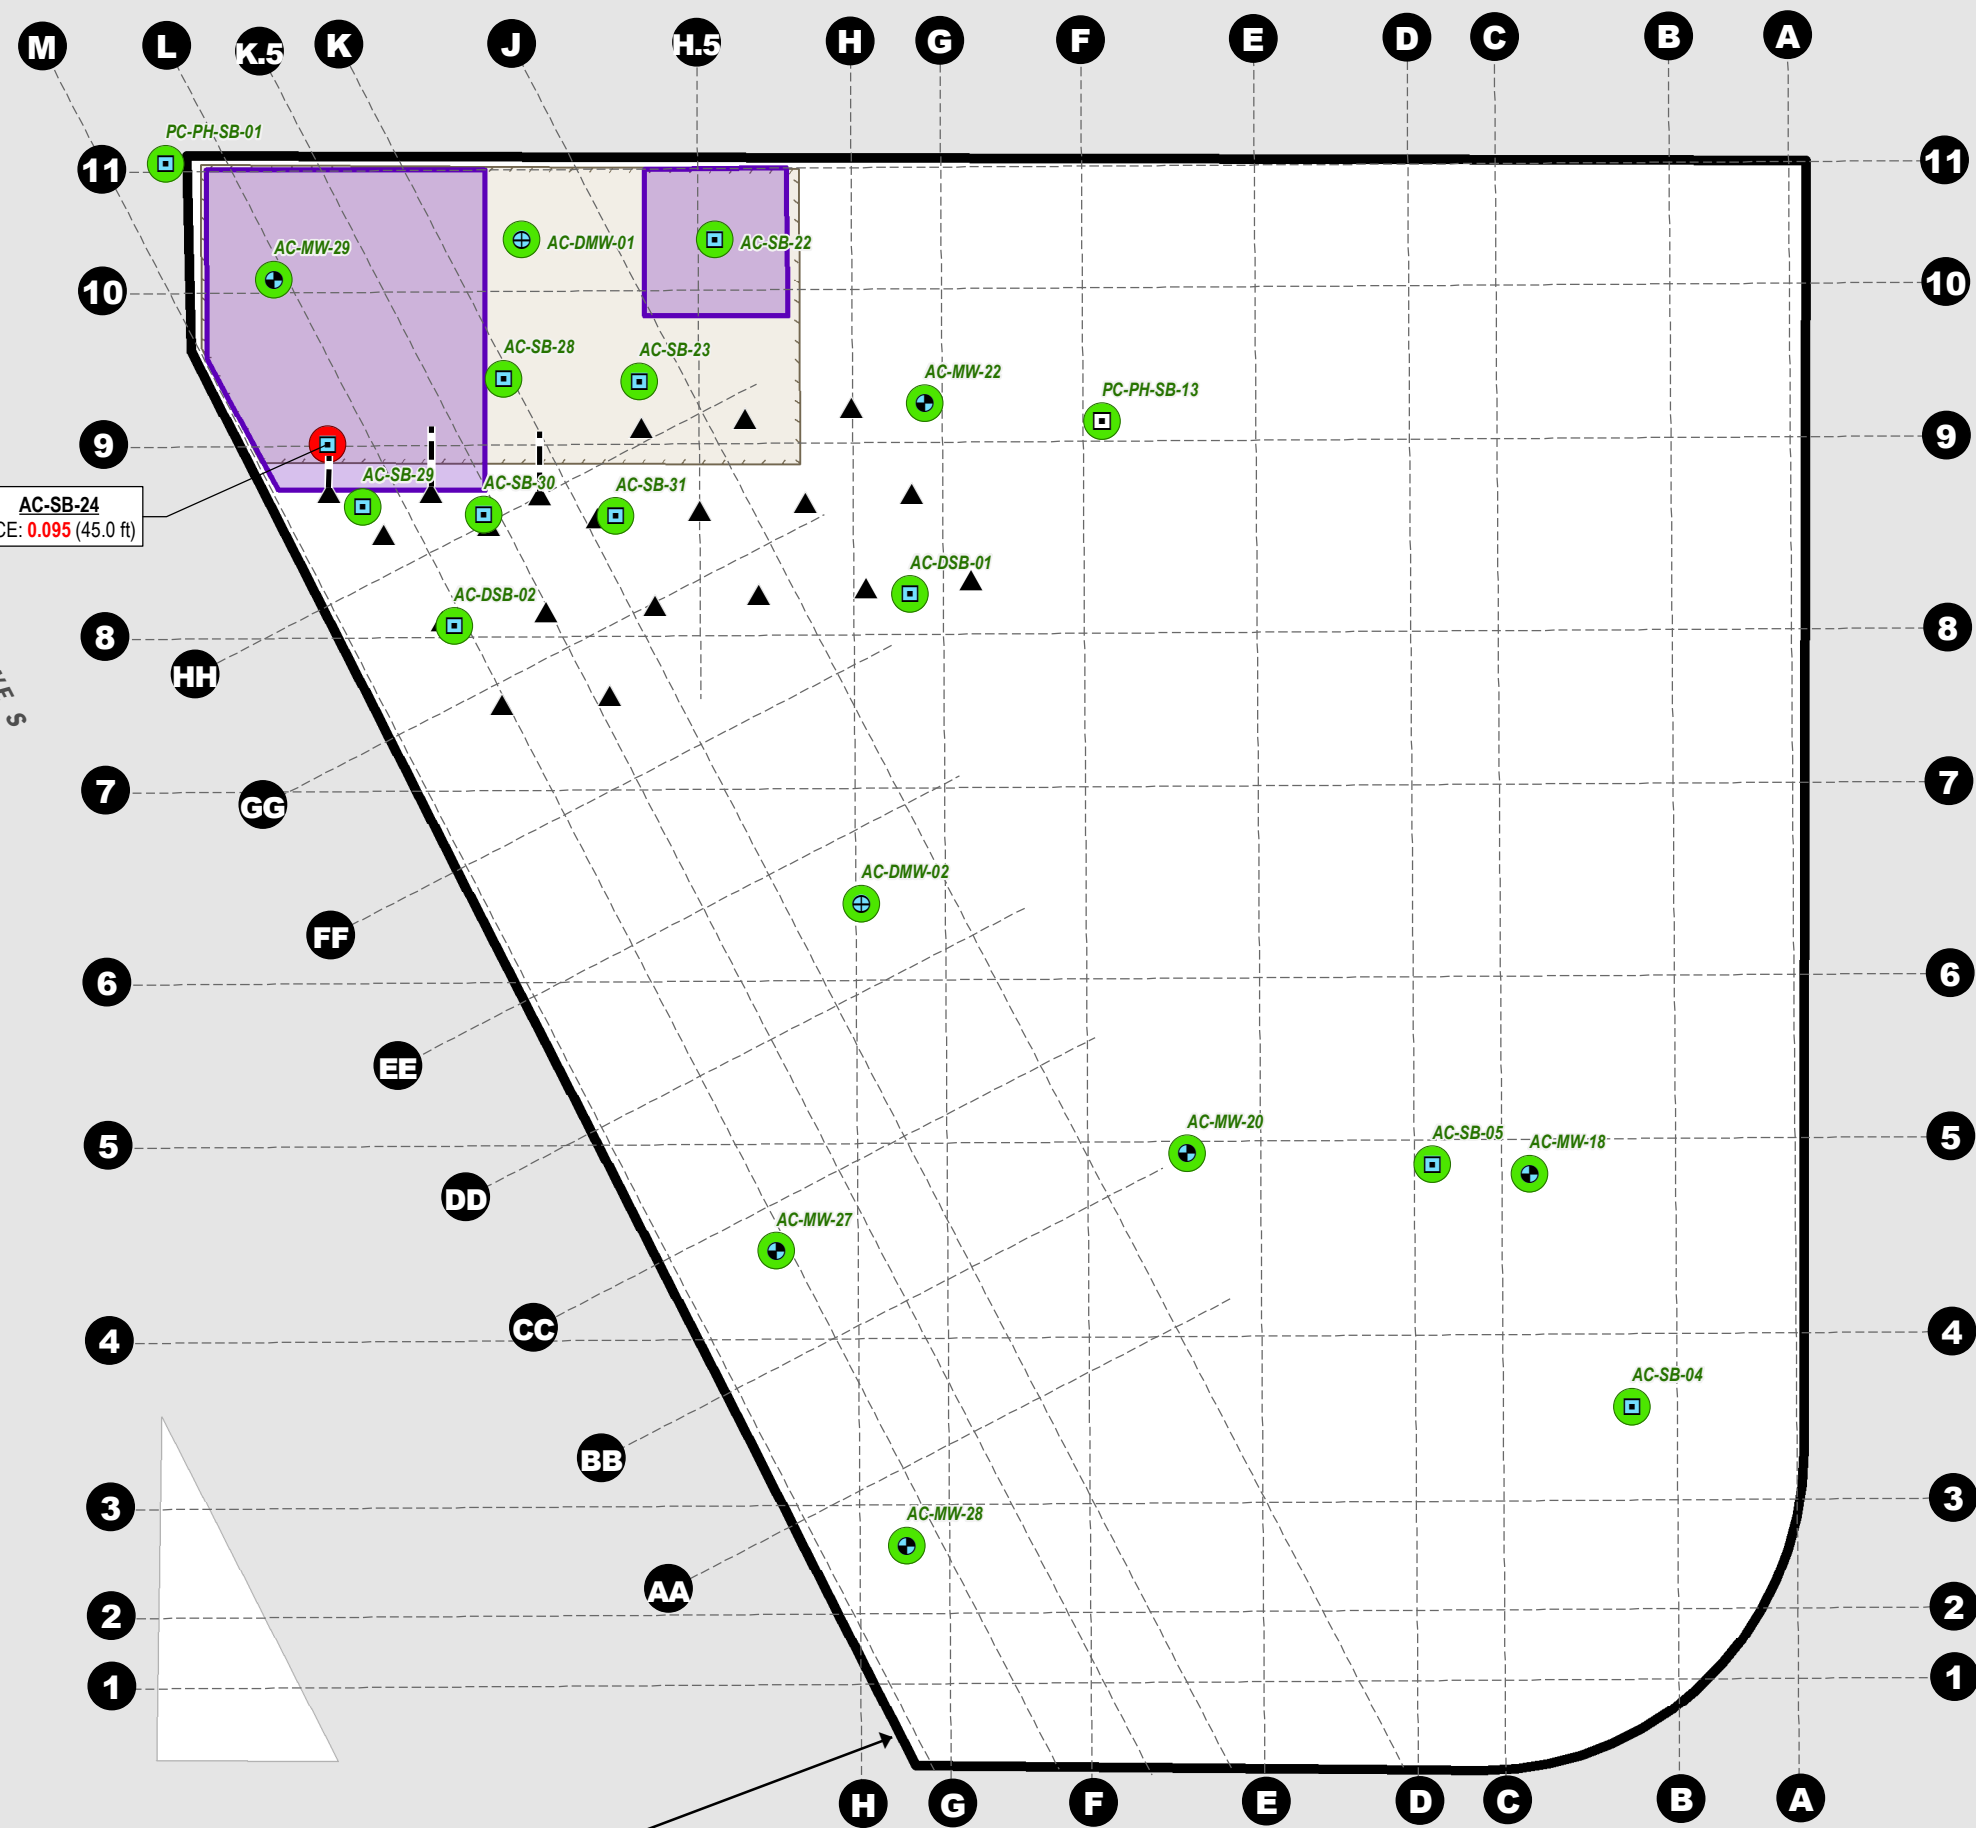 M L K.5 K J H.5 H G F E D C B A
PC-PH-SB-01
11 11
AC-MW-29 AC-DMW-01 AC-SB-22
10 10
AC-SB-28 AC-SB-23 AC-MW-22 PC-PH-SB-13
9 9
AC-SB-29 AC-SB-30 AC-SB-31
AC-SB-24
CE: 0.095 (45.0 ft)
AC-DSB-01
AC-DSB-02
8 8
HH
S
7 7
GG
AC-DMW-02
FF
6 6
EE
AC-MW-20 AC-SB-05 AC-MW-18
5 5
DD
AC-MW-27
CC
4 4
AC-SB-04
BB
3 3
AC-MW-28
AA
2 2
1 1
H G F E D C B A